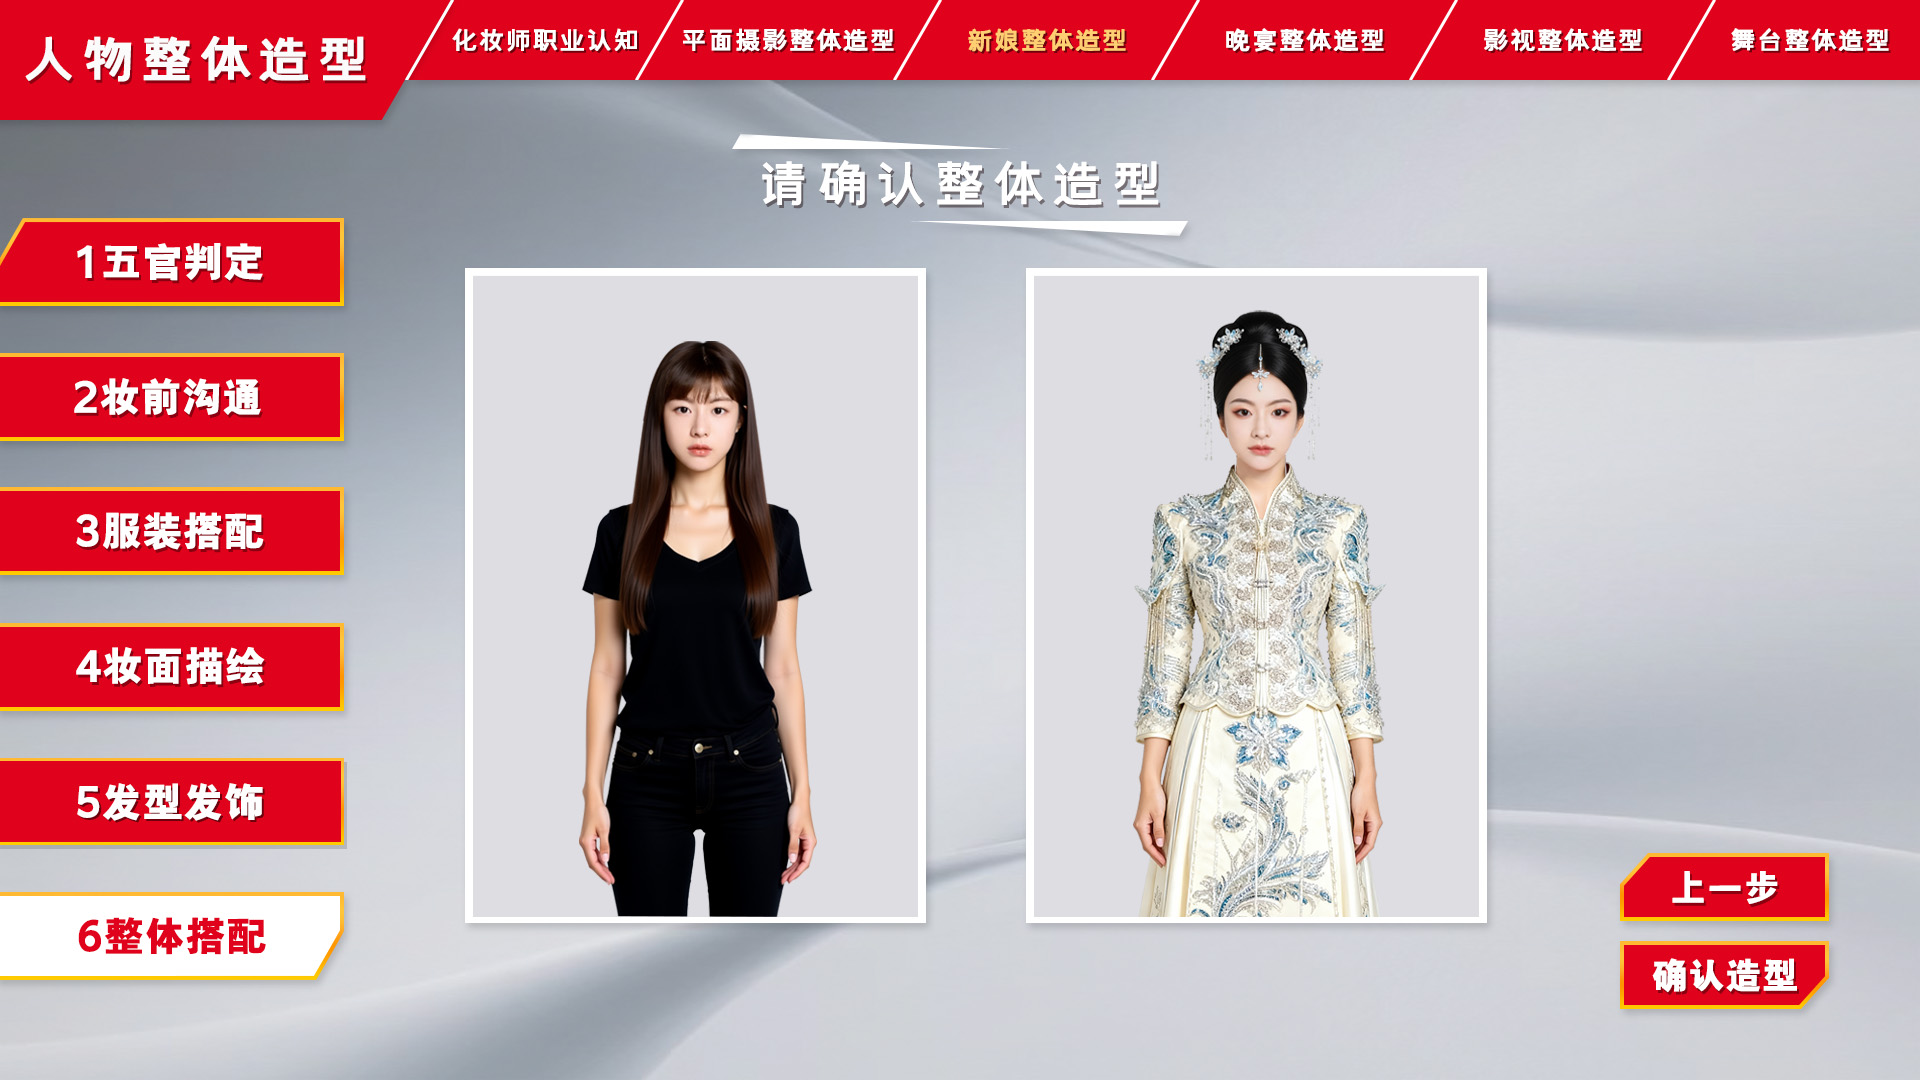 人物整体造型
化妆师职业认知
平面摄影整体造型
新娘整体造型
晚宴整体造型
影视整体造型
舞台整体造型
请确认整体造型
1五官判定
2妆前沟通
3服装搭配
4妆面描绘
5发型发饰
6整体搭配
上一步
确认造型